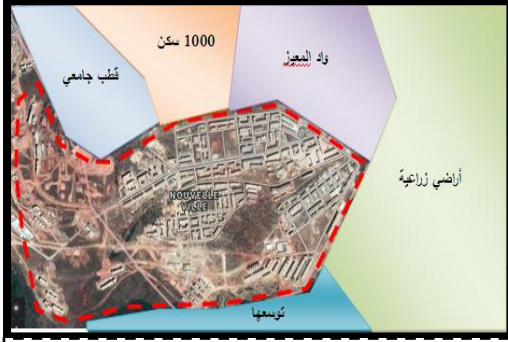 1000 سكن
واد المعيز
قطب جامعي
أراضي زراعية
NOUVELLE
VILLE
توسعها